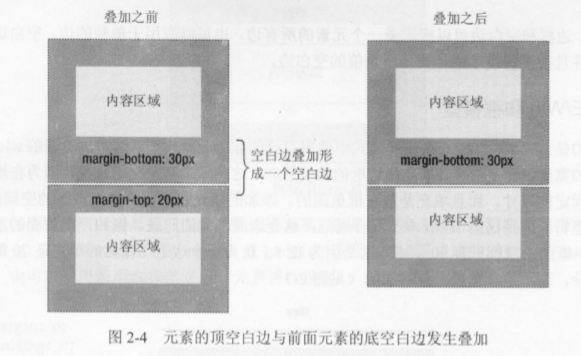 叠加之前
叠加之后
内容区域
内容区域
margin-bottom: 30px
margin-bottom: 30px
空白边叠加形
成一个空白边
margin-top: 20px
内容区域
内容区域
图 2-4 元素的顶空白边与前面元素的底空白边发生叠加